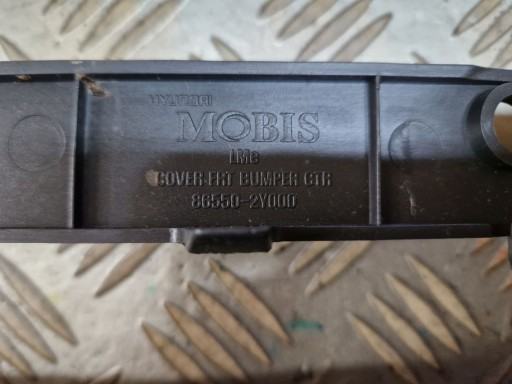 HYUNDAI
MOBIS
LMe
COVER FRT BUMPER CTR
86550-2Y000